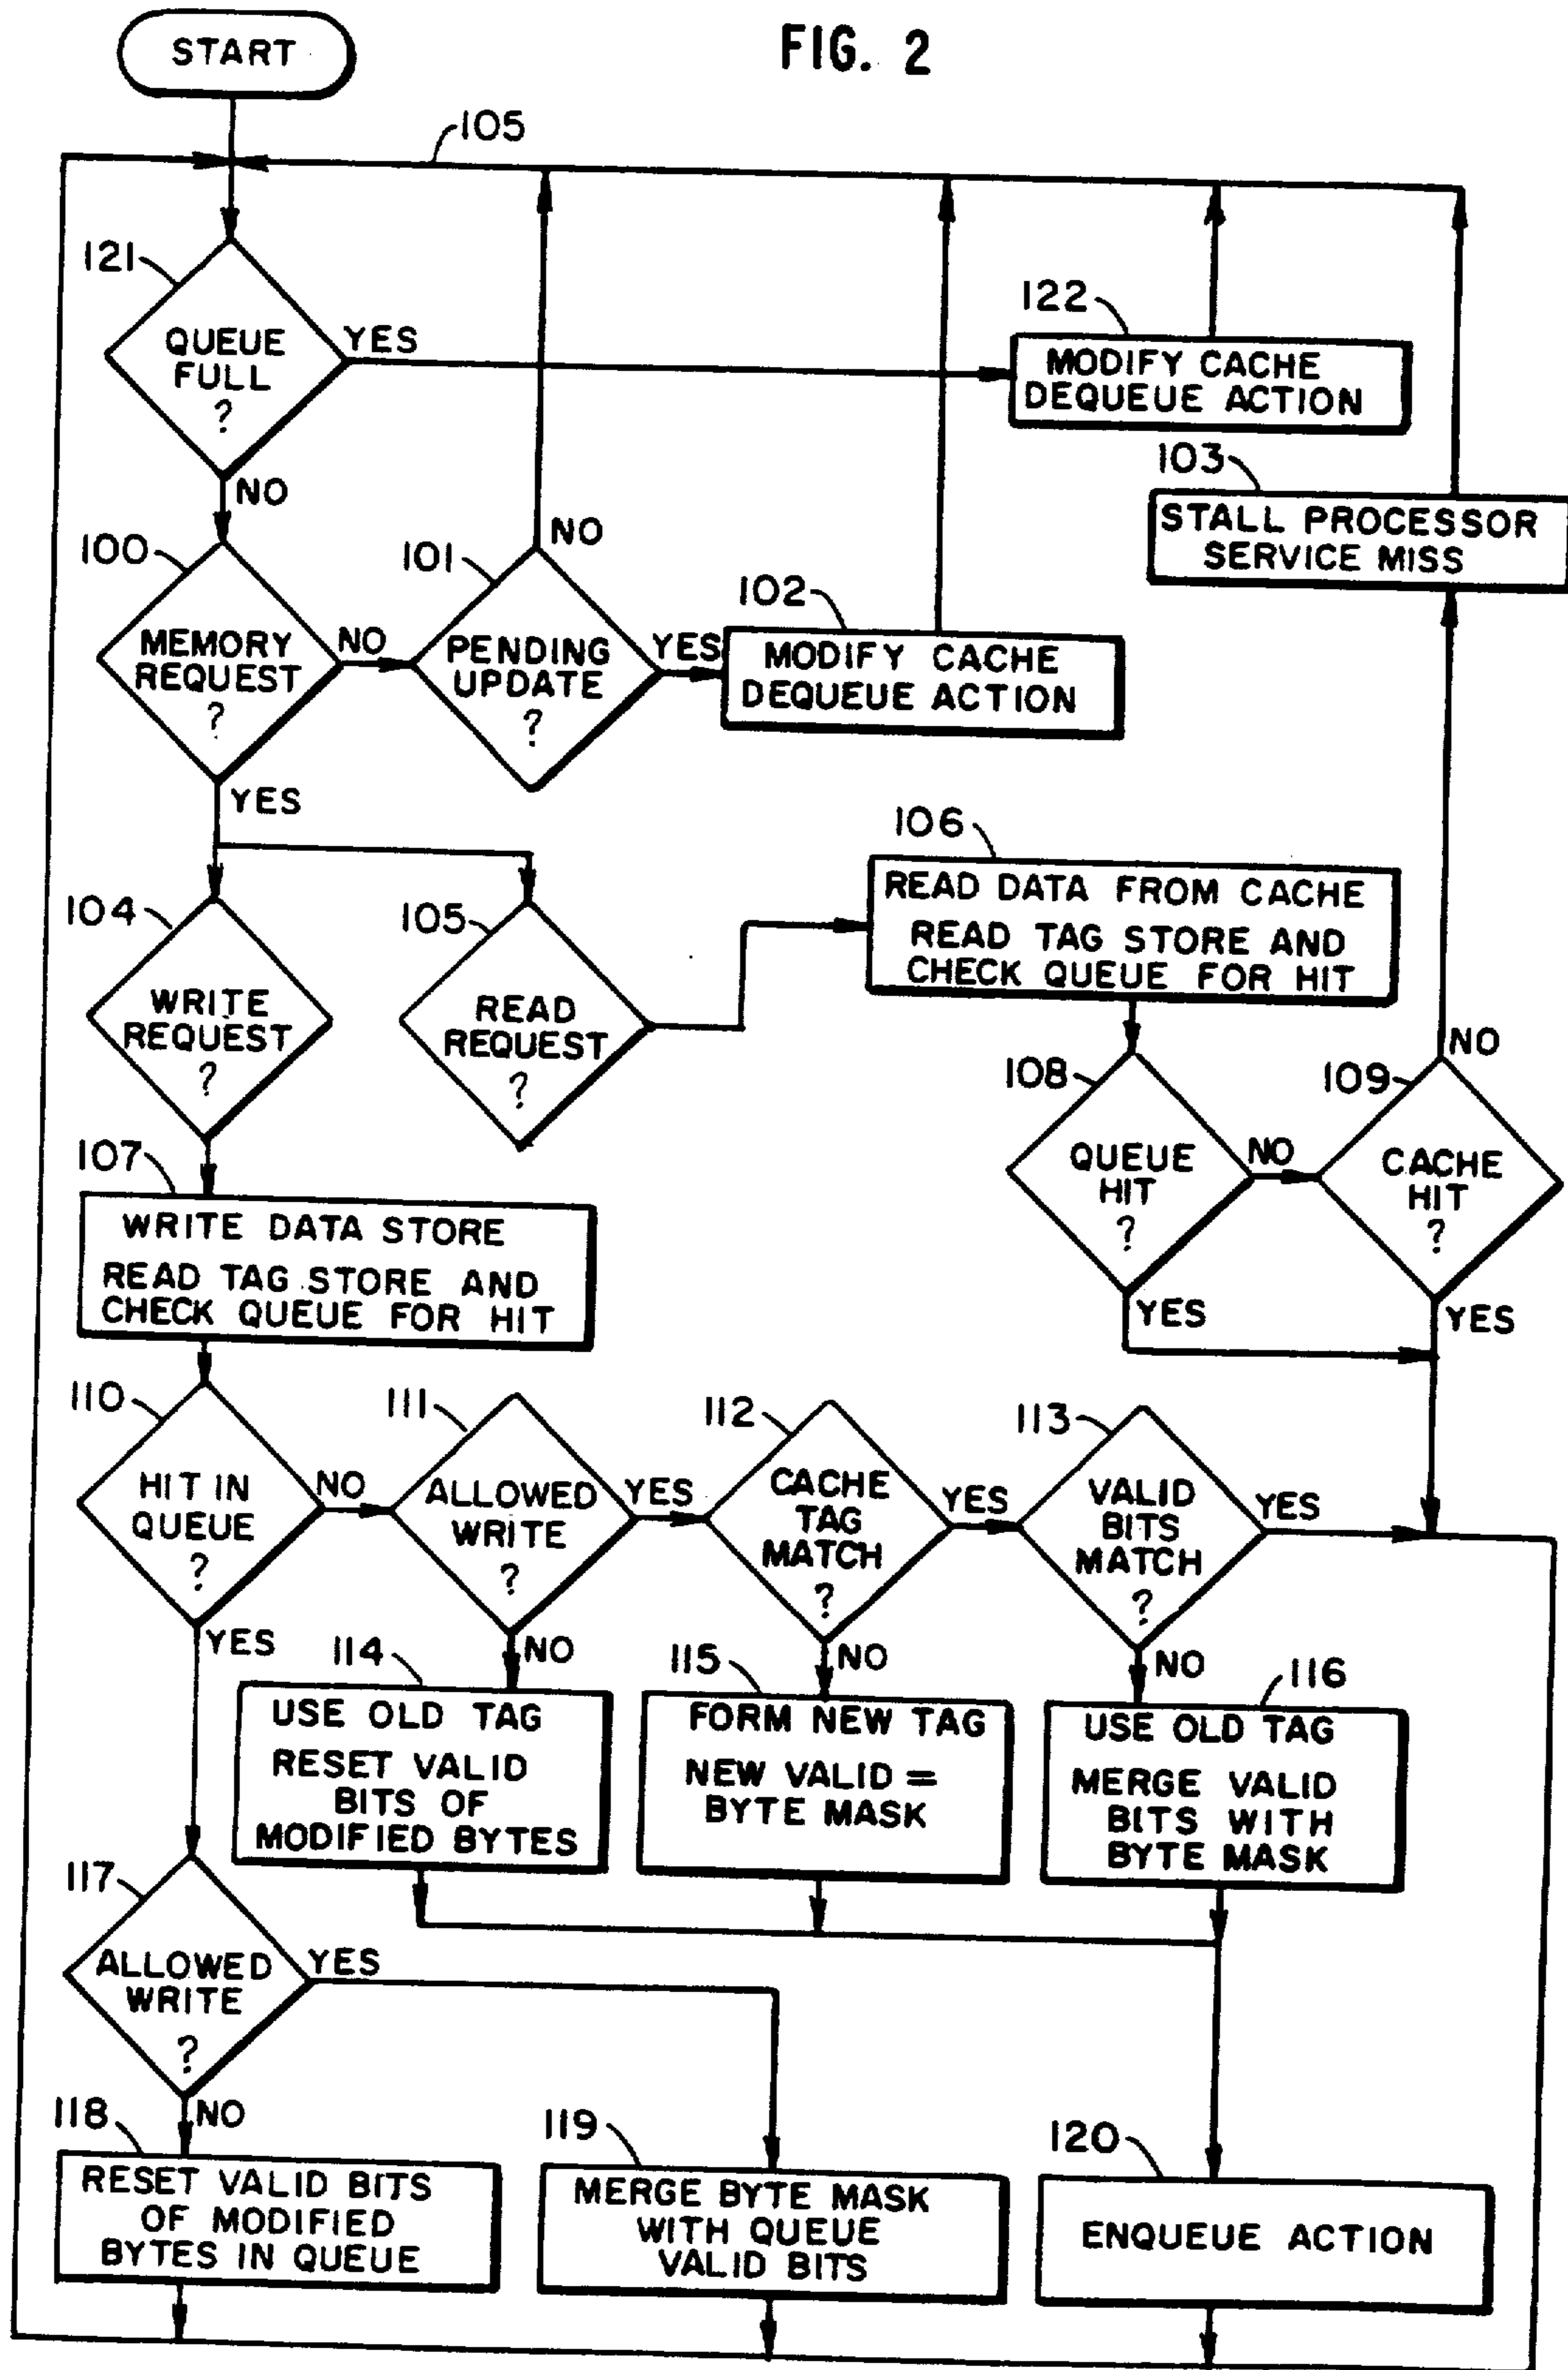 FIG. 2
START
105
121
QUEUE
FULL
?
YES
NO
122
MODIFY CACHE
DEQUEUE ACTION
103
STALL PROCESSOR
SERVICE MISS
100
MEMORY
REQUEST
?
NO
YES
101
PENDING
UPDATE
?
NO
YES
102
MODIFY CACHE
DEQUEUE ACTION
104
WRITE
REQUEST
?
105
READ
REQUEST
?
106
READ DATA FROM CACHE
READ TAG STORE AND
CHECK QUEUE FOR HIT
108
QUEUE
HIT
?
NO
YES
109
CACHE
HIT
?
NO
YES
107
WRITE DATA STORE
READ TAG STORE AND
CHECK QUEUE FOR HIT
110
HIT IN
QUEUE
?
NO
YES
111
ALLOWED
WRITE
?
YES
NO
112
CACHE
TAG
MATCH
?
YES
NO
113
VALID
BITS
MATCH
?
YES
NO
114
USE OLD TAG
RESET VALID
BITS OF
MODIFIED BYTES
115
FORM NEW TAG
NEW VALID =
BYTE MASK
116
USE OLD TAG
MERGE VALID
BITS WITH
BYTE MASK
117
ALLOWED
WRITE
?
YES
NO
118
RESET VALID BITS
OF MODIFIED
BYTES IN QUEUE
119
MERGE BYTE MASK
WITH QUEUE
VALID BITS
120
ENQUEUE ACTION